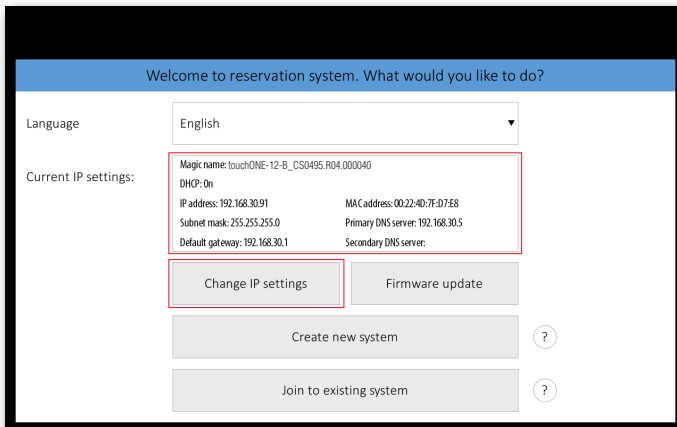 Welcome to reservation system. What would you like to do?
Language
English
Current IP settings:
Magic name: touchONE-12-B_CS0495.R04.000040
DHCP: On
IP address: 192.168.30.91 MAC address: 00:22:4D:7F:D7:E8
Subnet mask: 255.255.255.0 Primary DNS server: 192.168.30.5
Default gateway: 192.168.30.1 Secondary DNS server:
Change IP settings
Firmware update
Create new system
?
Join to existing system
?